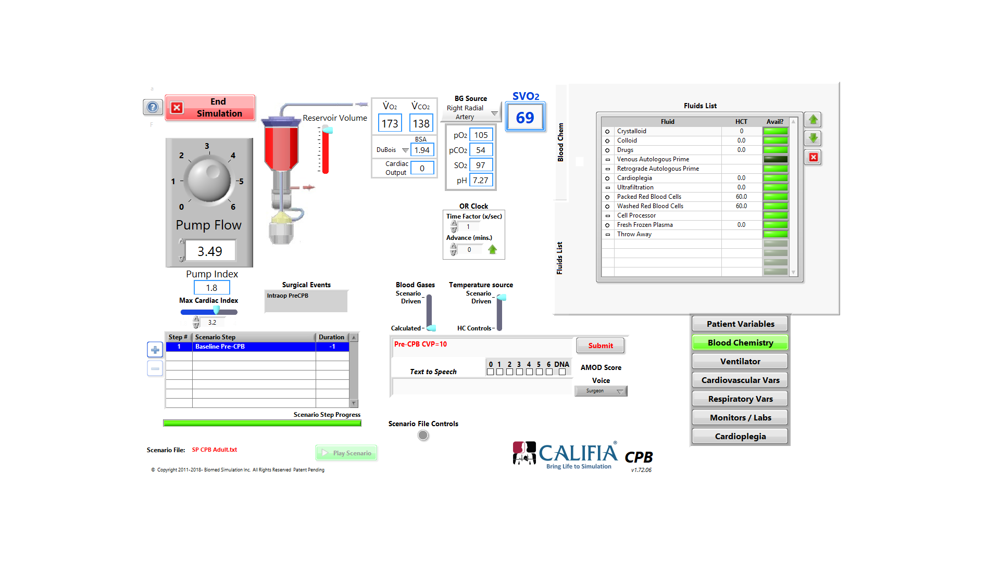 a
End
Simulation
F
Reservoir Volume
V̇O2
V̇CO2
173
138
BSA
DuBois
1.94
Cardiac
Output
0
BG Source
Right Radial
Artery
SVO2
69
pO2
105
pCO2
54
SO2
97
pH
7.27
0
1
2
3
4
5
6
Pump Flow
3.49
Pump Index
1.8
Max Cardiac Index
3.2
OR Clock
Time Factor (x/sec)
1
Advance (mins.)
0
Surgical Events
Intraop PreCPB
Blood Gases
Scenario
Driven
Calculated
Temperature source
Scenario
Driven
HC Controls
Blood Chem
Fluids List
Fluids List
Fluid HCT Avail?
Crystalloid 0
Colloid 0.0
Drugs 0.0
Venous Autologous Prime
Retrograde Autologous Prime
Cardioplegia 0.0
Ultrafiltration 0.0
Packed Red Blood Cells 60.0
Washed Red Blood Cells 60.0
Cell Processor
Fresh Frozen Plasma 0.0
Throw Away
Step # Scenario Step Duration
1 Baseline Pre-CPB -1
Scenario Step Progress
Pre-CPB CVP=10
Submit
0 1 2 3 4 5 6 DNA
Text to Speech
AMOD Score
Voice
Surgeon
Scenario File Controls
Patient Variables
Blood Chemistry
Ventilator
Cardiovascular Vars
Respiratory Vars
Monitors / Labs
Cardioplegia
Scenario File: SP CPB Adult.txt
Play Scenario
© Copyright 2011-2018- Biomed Simulation Inc. All Rights Reserved Patent Pending
CALIFIA® CPB
Bring Life to Simulation
v1.72.06